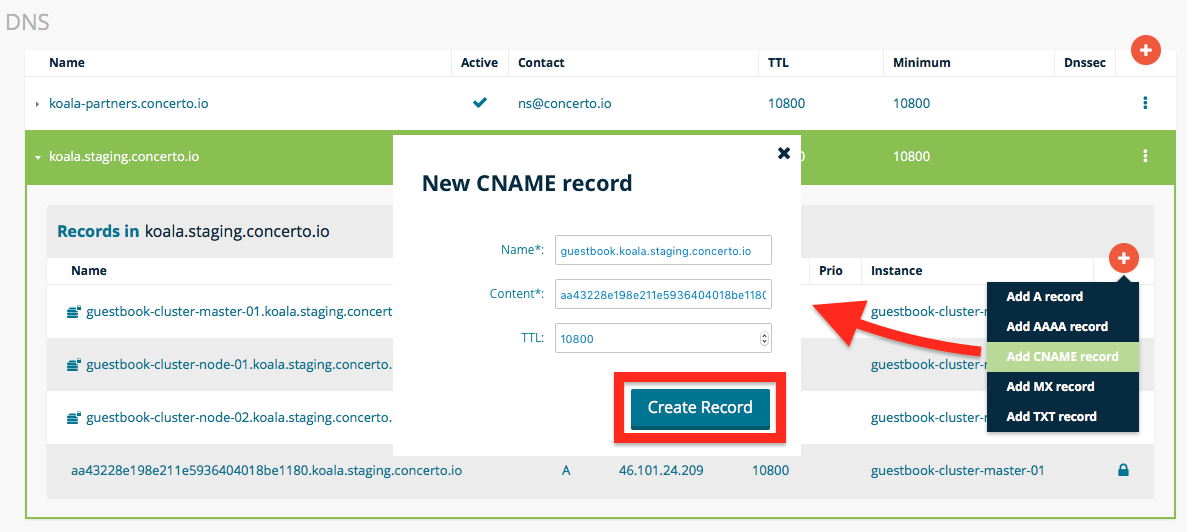 DNS
Name Active Contact TTL Minimum Dnssec
koala-partners.concerto.io ns@concerto.io 10800 10800
koala.staging.concerto.io 10800
New CNAME record
Records in koala.staging.concerto.io
Name*: guestbook.koala.staging.concerto.io
Name Prio Instance
Content*: aa43228e198e211e5936404018be1180
Add A record
guestbook-cluster-master-01.koala.staging.concert guestbook-cluster-
Add AAAA record
TTL: 10800
Add CNAME record
guestbook-cluster-node-01.koala.staging.concerto. guestbook-cluster-
Add MX record
Create Record
Add TXT record
guestbook-cluster-node-02.koala.staging.concerto. guestbook-cluster-
aa43228e198e211e5936404018be1180.koala.staging.concerto.io A 46.101.24.209 10800 guestbook-cluster-master-01